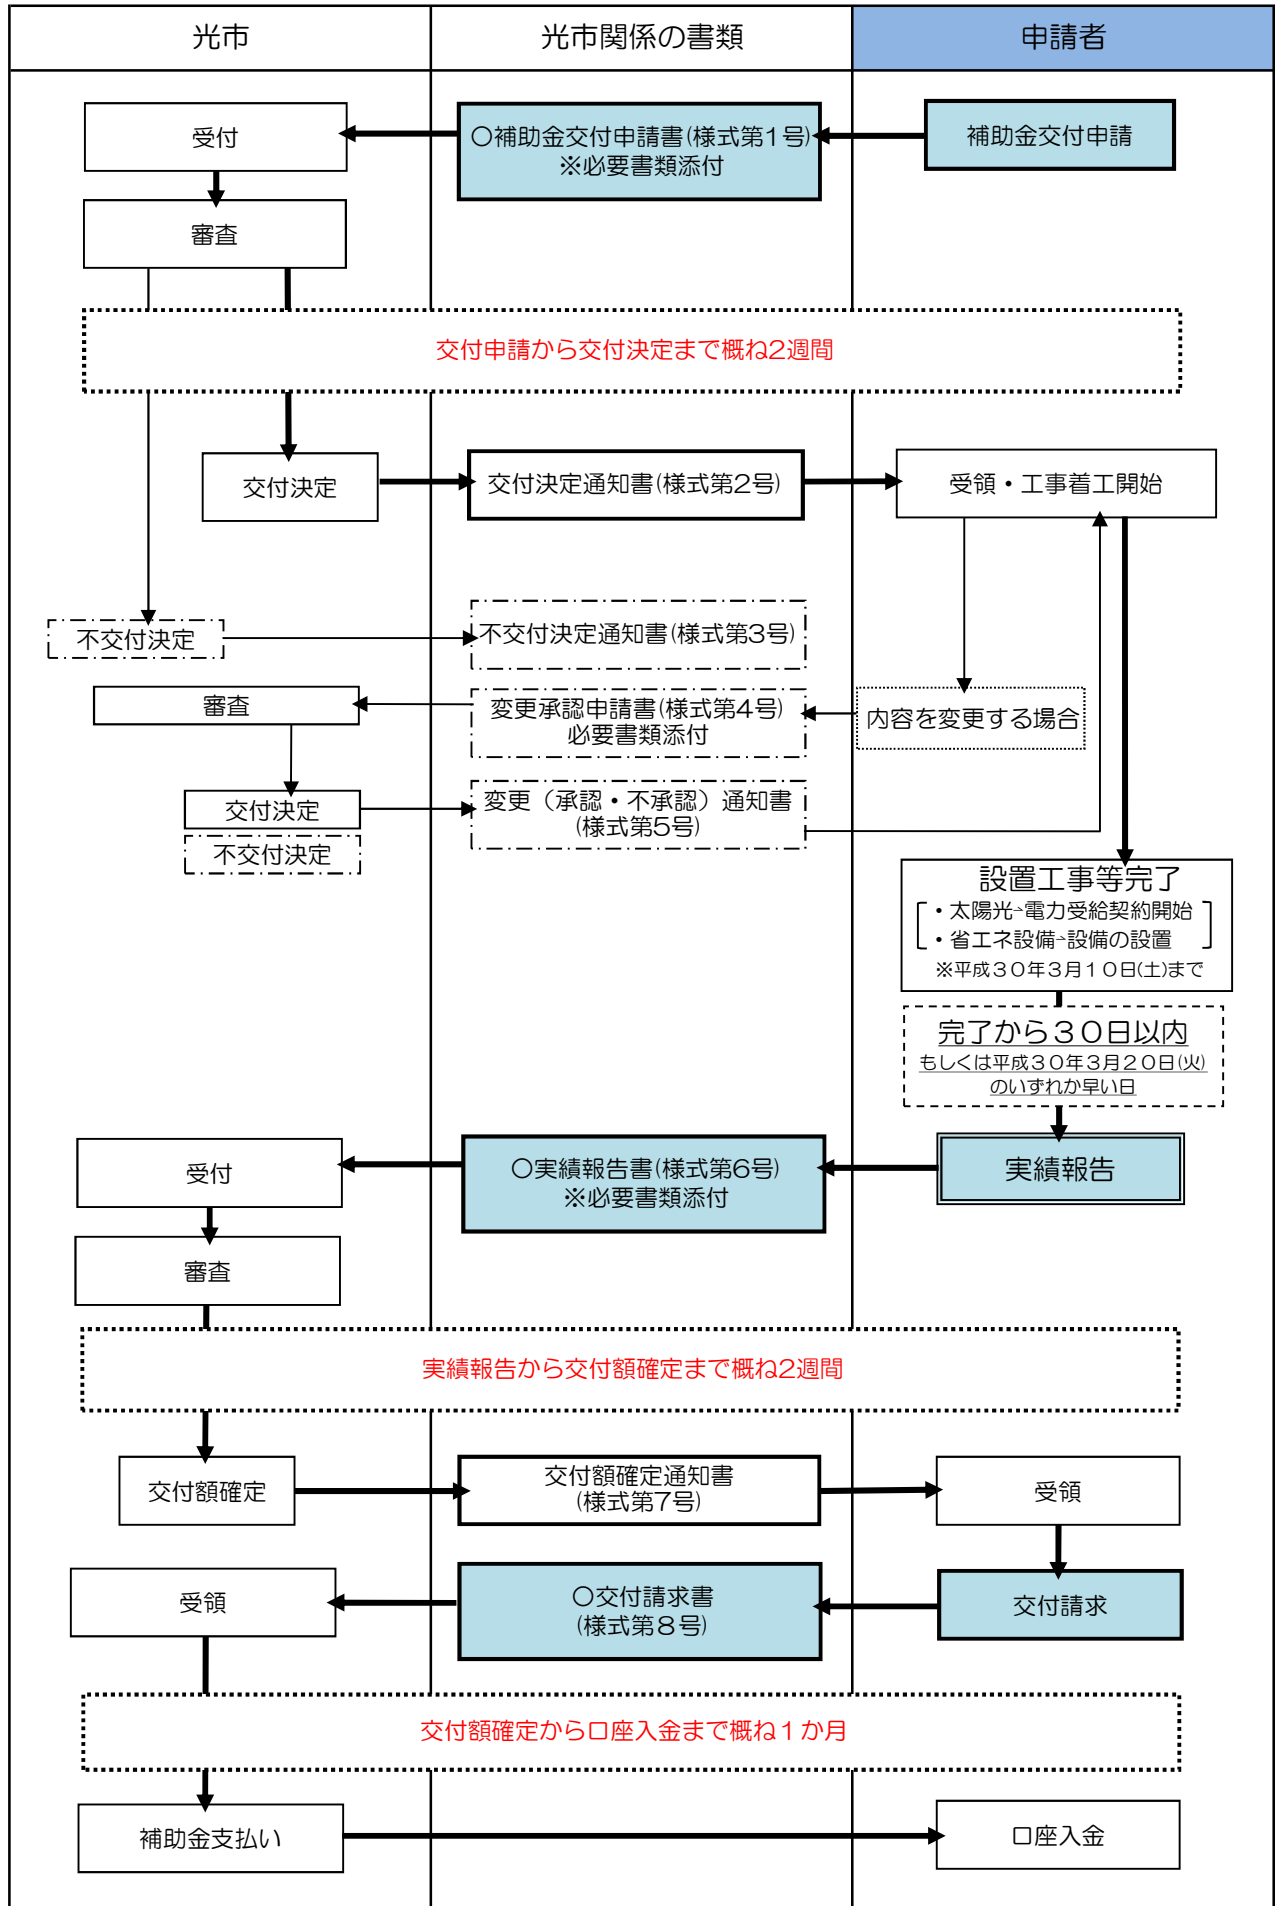 光市
光市関係の書類
申請者
受付
〇補助金交付申請書(様式第1号)
※必要書類添付
補助金交付申請
審査
交付申請から交付決定まで概ね2週間
交付決定
交付決定通知書(様式第2号)
受領・工事着工開始
不交付決定
不交付決定通知書(様式第3号)
審査
変更承認申請書(様式第4号)
必要書類添付
内容を変更する場合
交付決定
不交付決定
変更（承認・不承認）通知書
(様式第5号)
設置工事等完了
・太陽光→電力受給契約開始
・省エネ設備→設備の設置
※平成３０年３月１０日(土)まで
完了から３０日以内
もしくは平成３０年３月２０日(火)
のいずれか早い日
受付
〇実績報告書(様式第6号)
※必要書類添付
実績報告
審査
実績報告から交付額確定まで概ね2週間
交付額確定
交付額確定通知書
(様式第7号)
受領
受領
〇交付請求書
(様式第８号)
交付請求
交付額確定から口座入金まで概ね１か月
補助金支払い
口座入金